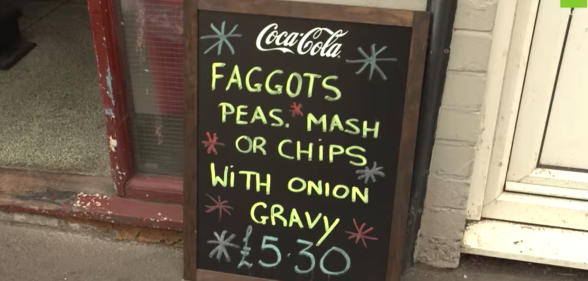 Coca-Cola
FAGGOTS
PEAS. MASH
OR CHIPS
WITH ONION
GRAVY
£5.30